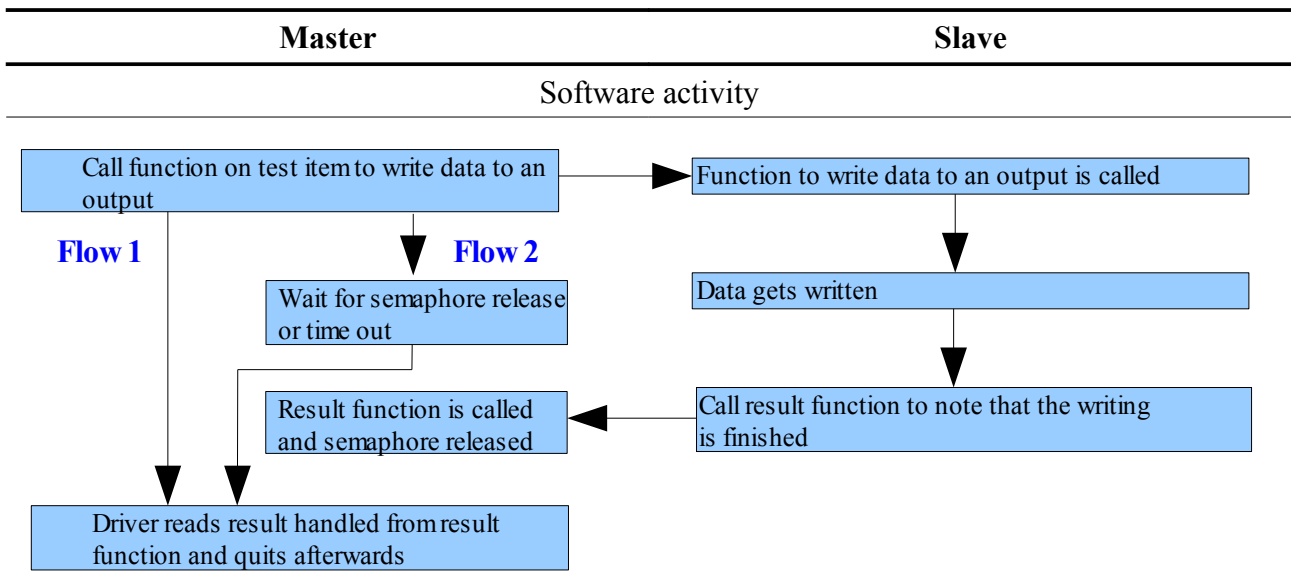 Master
Slave
Software activity
Call function on test item to write data to an
output
Function to write data to an output is called
Flow 1
Flow 2
Wait for semaphore release
or time out
Data gets written
Result function is called
and semaphore released
Call result function to note that the writing
is finished
Driver reads result handled from result
function and quits afterwards